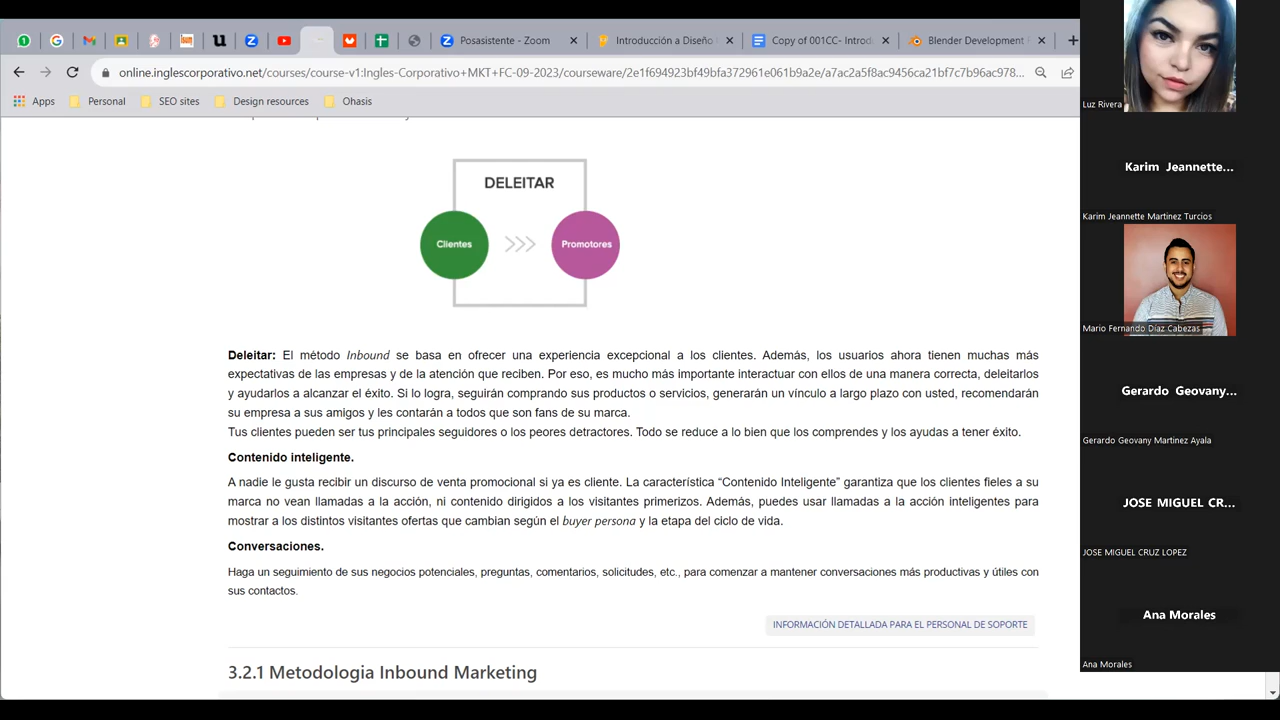 Posasistente - Zoom
Introducción a Diseño
Copy of 001CC- Introd
Blender Development
online.inglescorporativo.net/courses/course-v1:Ingles-Corporativo+MKT+FC-09-2023/courseware/2e1f694923bf49bfa372961e061b9a2e/a7ac2a5f8ac9456ca21bf7c7b96ac978...
Apps
Personal
SEO sites
Design resources
Ohasis
DELEITAR
Clientes
Promotores
Deleitar: El método Inbound se basa en ofrecer una experiencia excepcional a los clientes. Además, los usuarios ahora tienen muchas más
expectativas de las empresas y de la atención que reciben. Por eso, es mucho más importante interactuar con ellos de una manera correcta, deleitarlos
y ayudarlos a alcanzar el éxito. Si lo logra, seguirán comprando sus productos o servicios, generarán un vínculo a largo plazo con usted, recomendarán
su empresa a sus amigos y les contarán a todos que son fans de su marca.
Tus clientes pueden ser tus principales seguidores o los peores detractores. Todo se reduce a lo bien que los comprendes y los ayudas a tener éxito.
Contenido inteligente.
A nadie le gusta recibir un discurso de venta promocional si ya es cliente. La característica “Contenido Inteligente” garantiza que los clientes fieles a su
marca no vean llamadas a la acción, ni contenido dirigidos a los visitantes primerizos. Además, puedes usar llamadas a la acción inteligentes para
mostrar a los distintos visitantes ofertas que cambian según el buyer persona y la etapa del ciclo de vida.
Conversaciones.
Haga un seguimiento de sus negocios potenciales, preguntas, comentarios, solicitudes, etc., para comenzar a mantener conversaciones más productivas y útiles con
sus contactos.
INFORMACIÓN DETALLADA PARA EL PERSONAL DE SOPORTE
3.2.1 Metodologia Inbound Marketing
Luz Rivera
Karim Jeannette...
Karim Jeannette Martinez Turcios
Mario Fernando Díaz Cabezas
Gerardo Geovany...
Gerardo Geovany Martinez Ayala
JOSE MIGUEL CR...
JOSE MIGUEL CRUZ LOPEZ
Ana Morales
Ana Morales